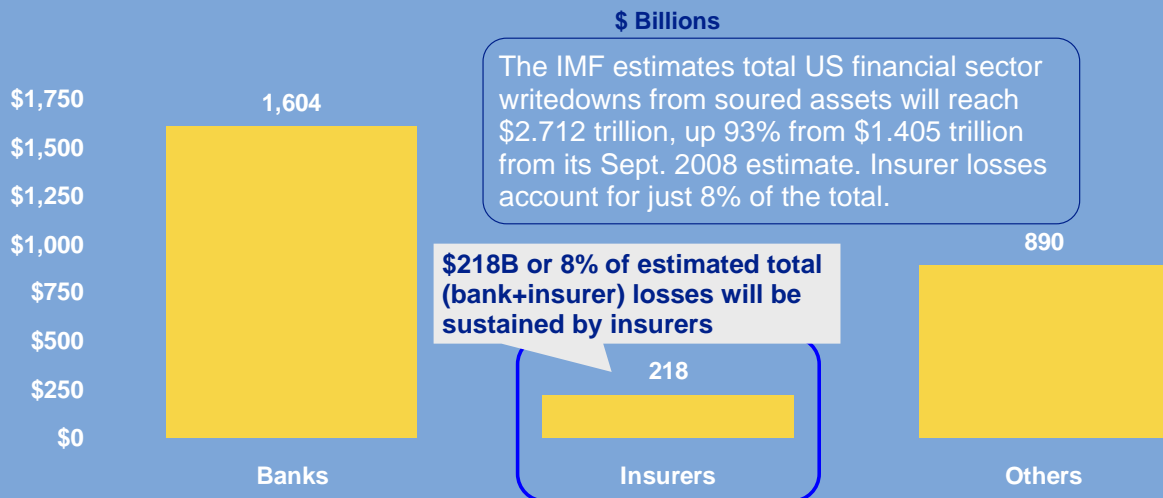 $ Billions
The IMF estimates total US financial sector
writedowns from soured assets will reach
$2.712 trillion, up 93% from $1.405 trillion
from its Sept. 2008 estimate. Insurer losses
account for just 8% of the total.
$1,750
$1,500
$1,250
$1,000
$750
$500
$250
$0
1,604
$218B or 8% of estimated total
(bank+insurer) losses will be
sustained by insurers
218
890
Banks
Insurers
Others